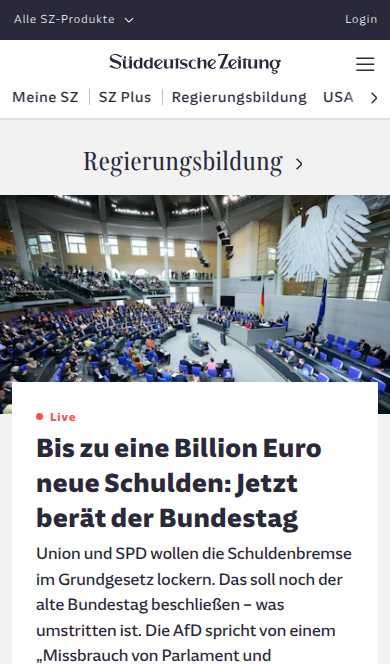 Alle SZ-Produkte
Login
Süddeutsche Zeitung
Meine SZ
SZ Plus
Regierungsbildung
USA
Regierungsbildung
Live
Bis zu eine Billion Euro
neue Schulden: Jetzt
berät der Bundestag
Union und SPD wollen die Schuldenbremse
im Grundgesetz lockern. Das soll noch der
alte Bundestag beschließen – was
umstritten ist. Die AfD spricht von einem
„Missbrauch von Parlament und